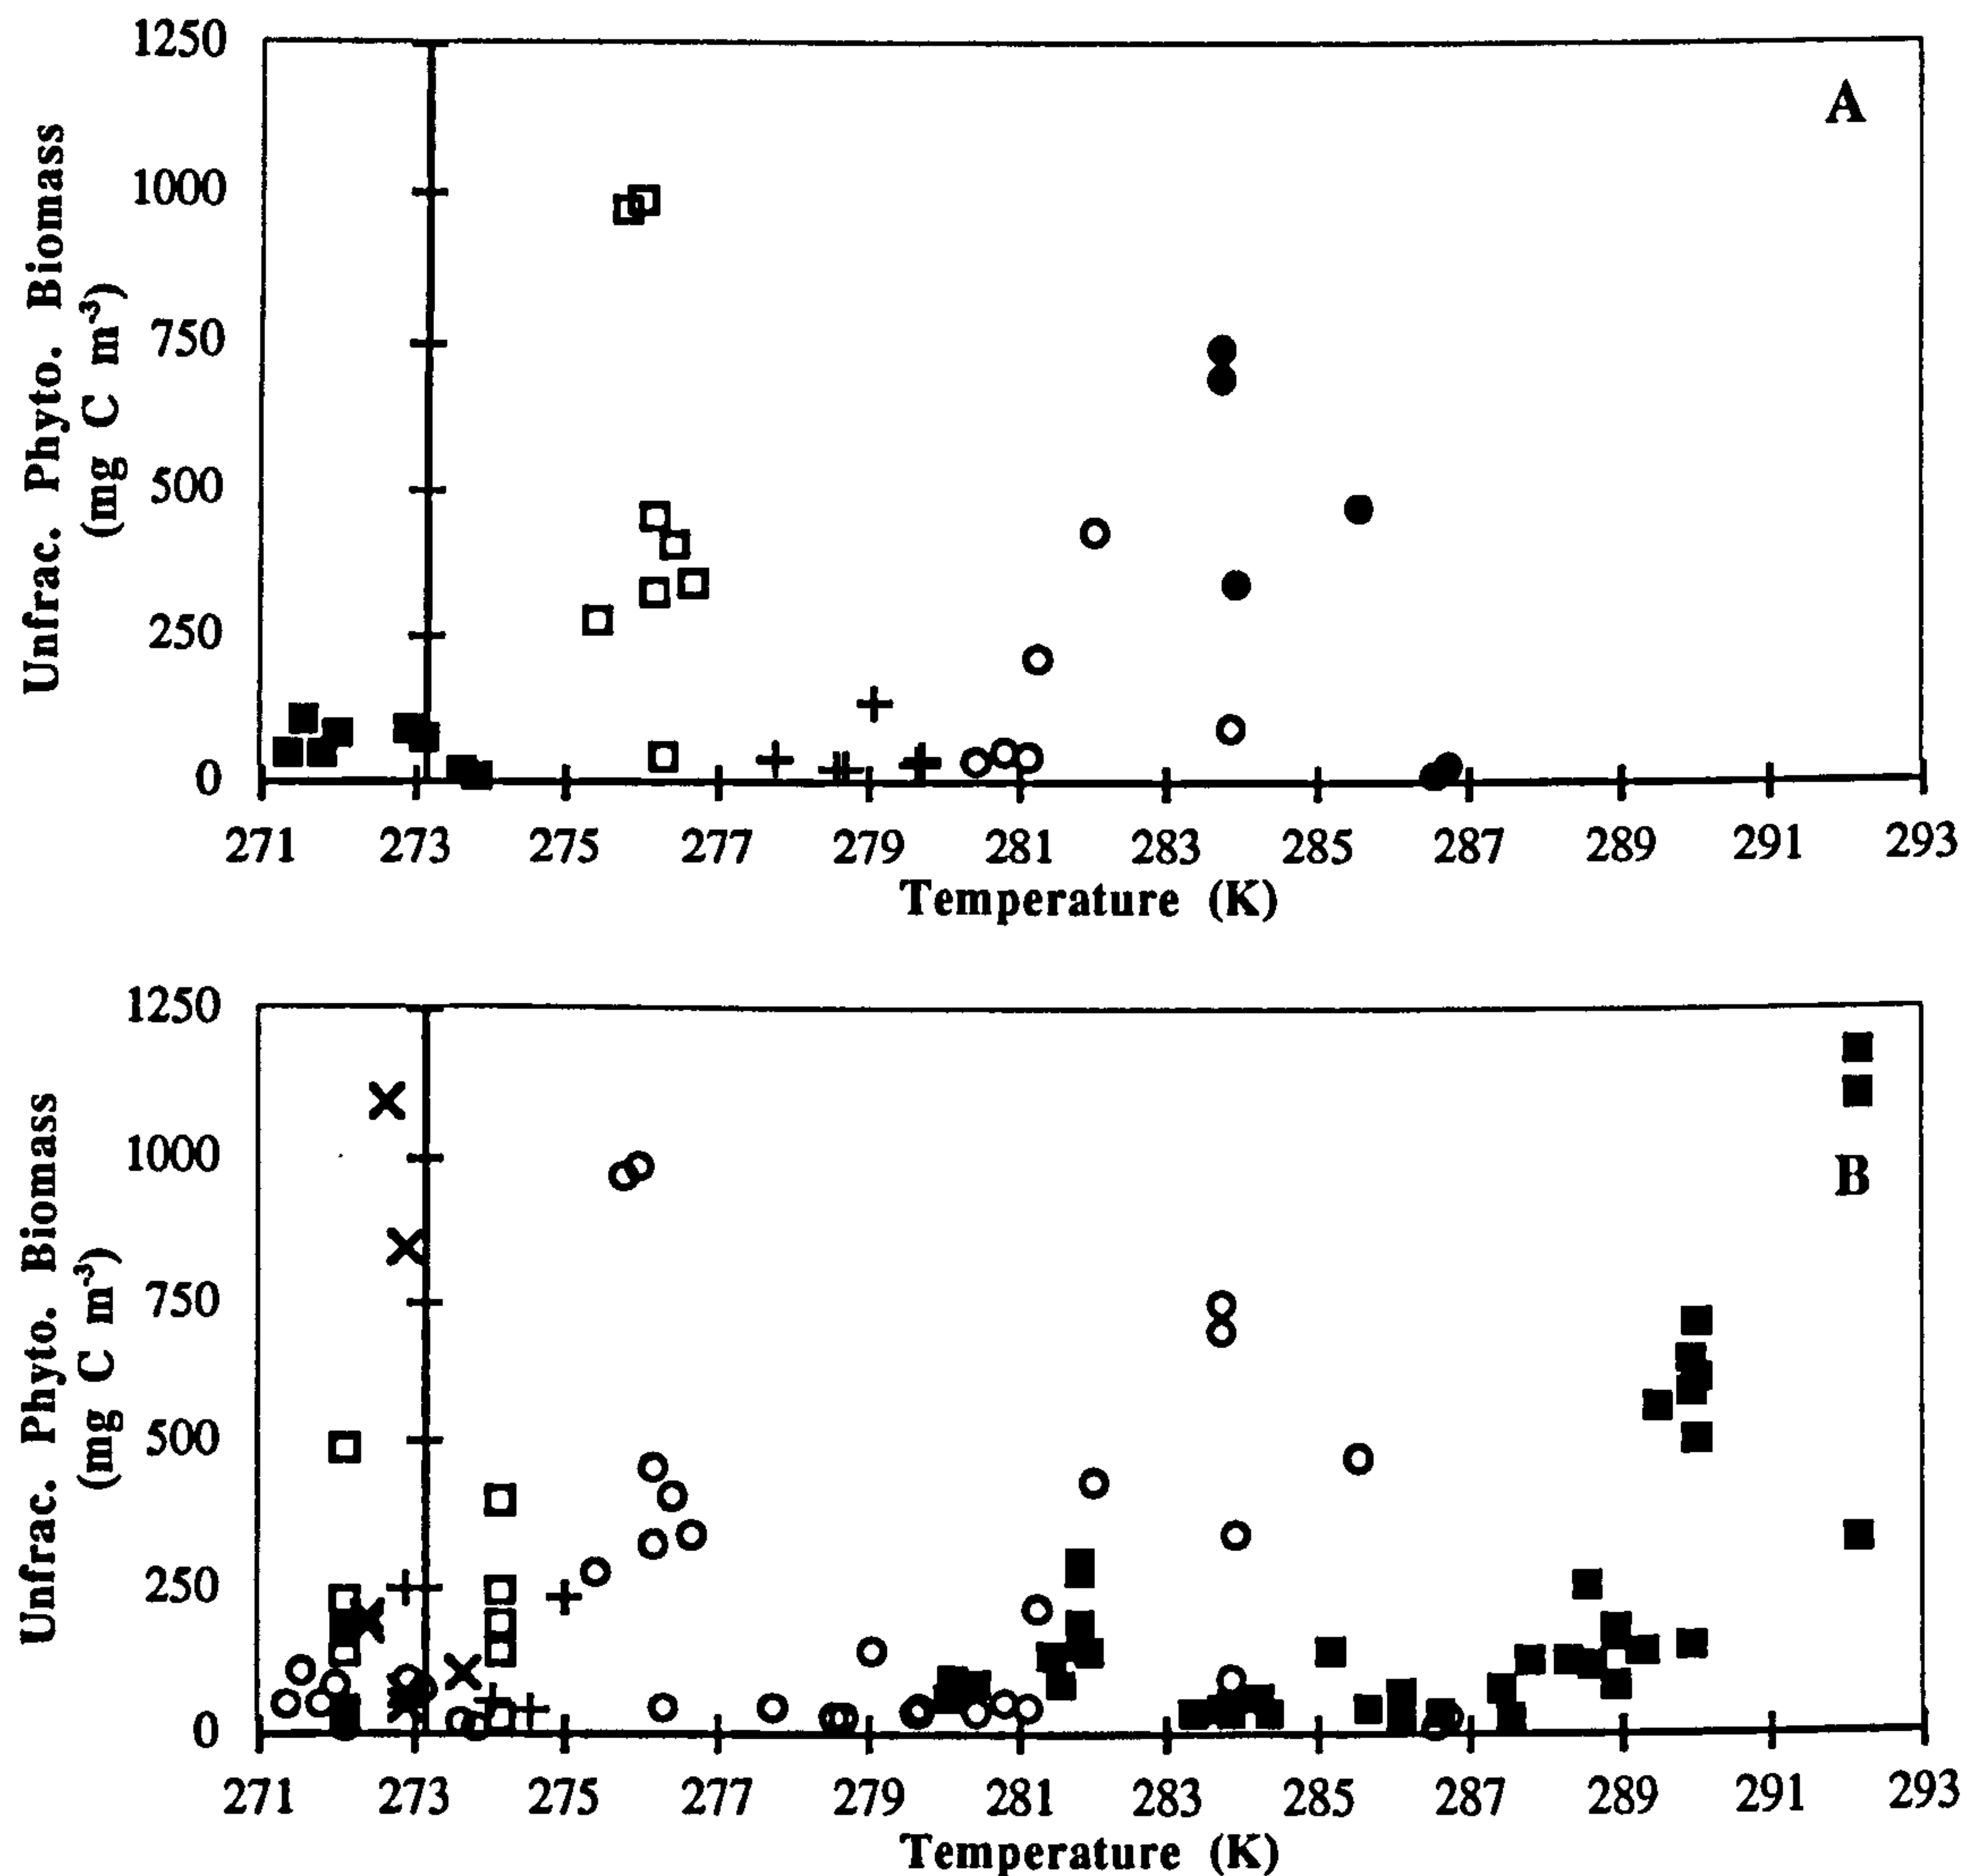 1250
A
1000
750
500
250
0
Unfrac. Phyto. Biomass
(mg C m-3)
271 273 275 277 279 281 283 285 287 289 291 293
Temperature (K)
1250
1000
B
750
500
250
0
Unfrac. Phyto. Biomass
(mg C m-3)
271 273 275 277 279 281 283 285 287 289 291 293
Temperature (K)